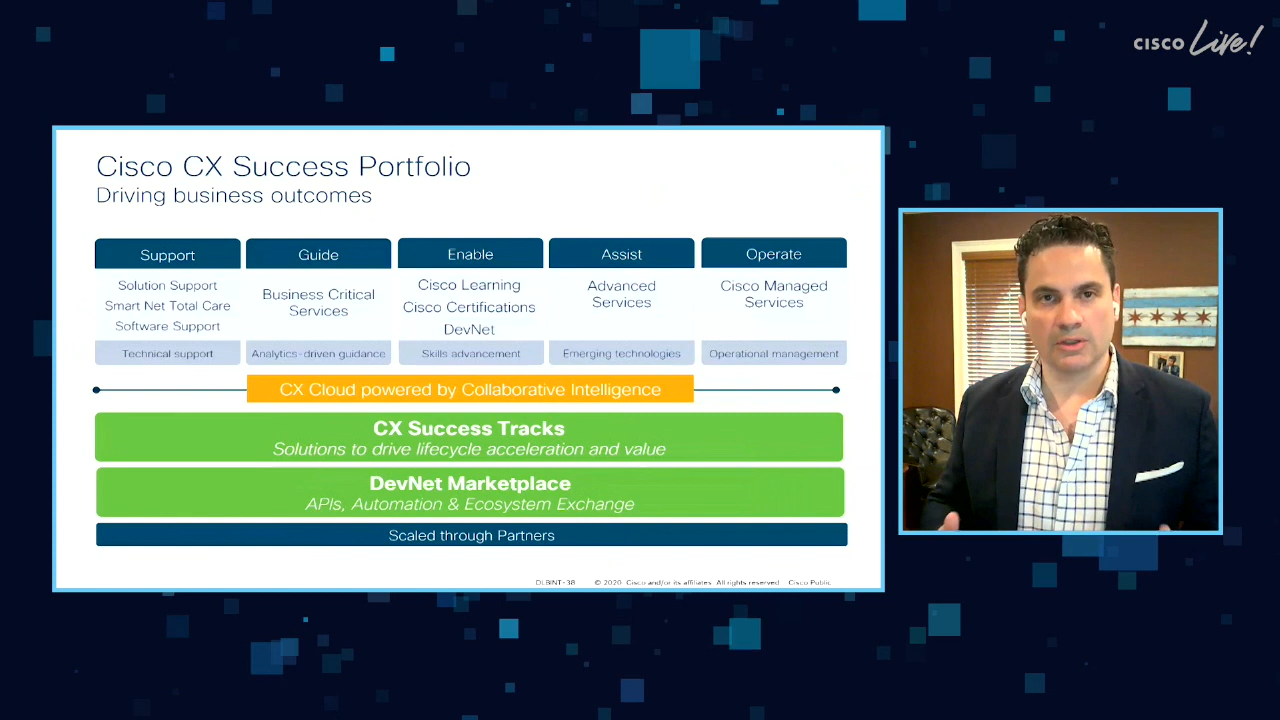 CISCO Live!
Cisco CX Success Portfolio
Driving business outcomes
Support
Solution Support
Smart Net Total Care
Software Support
Technical support
Guide
Business Critical
Services
Analytics-driven guidance
Enable
Cisco Learning
Cisco Certifications
DevNet
Skills advancement
Assist
Advanced
Services
Emerging technologies
Operate
Cisco Managed
Services
Operational management
CX Cloud powered by Collaborative Intelligence
CX Success Tracks
Solutions to drive lifecycle acceleration and value
DevNet Marketplace
APIs, Automation & Ecosystem Exchange
Scaled through Partners
DLBINT-38 © 2020 Cisco and/or its affiliates. All rights reserved. Cisco Public